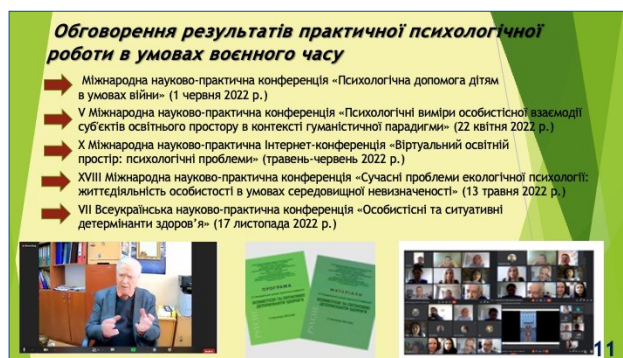 Обговорення результатів практичної психологічної
роботи в умовах воєнного часу
Міжнародна науково-практична конференція «Психологічна допомога дітям
в умовах війни» (1 червня 2022 р.)
V Міжнародна науково-практична конференція «Психологічні виміри особистісної взаємодії
суб'єктів освітнього простору в контексті гуманістичної парадигми» (22 квітня 2022 р.)
X Міжнародна науково-практична Інтернет-конференція «Віртуальний освітній
простір: психологічні проблеми» (травень-червень 2022 р.)
XVIII Міжнародна науково-практична конференція «Сучасні проблеми екологічної психології:
життєдіяльність особистості в умовах середовищної невизначеності» (13 травня 2022 р.)
VII Всеукраїнська науково-практична конференція «Особистісні та ситуативні
детермінанти здоров'я» (17 листопада 2022 р.)
ПРОГРАМА
МАТЕРІАЛИ
11